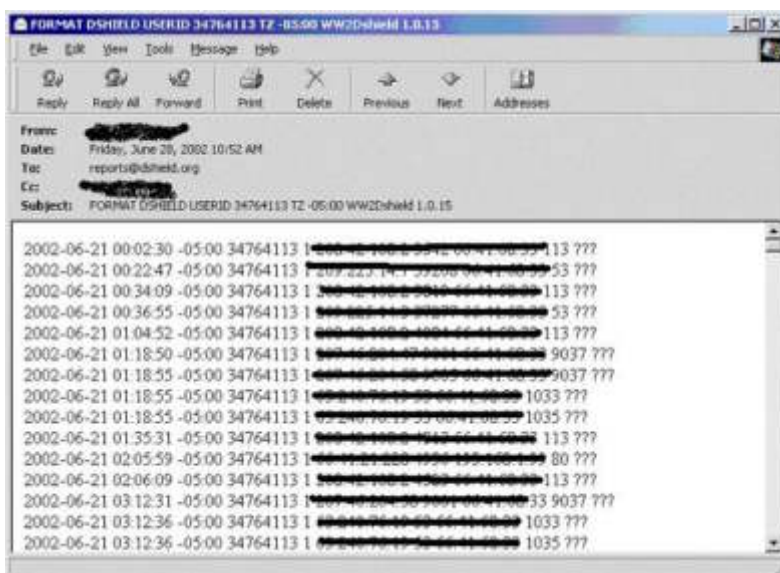 FORMAT DSHIELD USERID 34764113 TZ -05:00 WW2Dshield 1.0.15
File Edit View Tools Message Help
Reply Reply All Forward Print Delete Previous Next Addresses
From:
Date: Friday, June 28, 2002 10:52 AM
To: reports@dshield.org
Cc:
Subject: FORMAT DSHIELD USERID 34764113 TZ -05:00 WW2Dshield 1.0.15
2002-06-21 00:02:30 -05:00 34764113 1 113 ???
2002-06-21 00:22:47 -05:00 34764113 1 53 ???
2002-06-21 00:34:09 -05:00 34764113 1 113 ???
2002-06-21 00:36:55 -05:00 34764113 1 53 ???
2002-06-21 01:04:52 -05:00 34764113 1 113 ???
2002-06-21 01:18:50 -05:00 34764113 1 9037 ???
2002-06-21 01:18:55 -05:00 34764113 1 9037 ???
2002-06-21 01:18:55 -05:00 34764113 1 1033 ???
2002-06-21 01:18:55 -05:00 34764113 1 1035 ???
2002-06-21 01:35:31 -05:00 34764113 1 113 ???
2002-06-21 02:05:59 -05:00 34764113 1 80 ???
2002-06-21 02:06:09 -05:00 34764113 1 113 ???
2002-06-21 03:12:31 -05:00 34764113 1 9037 ???
2002-06-21 03:12:36 -05:00 34764113 1 1033 ???
2002-06-21 03:12:36 -05:00 34764113 1 1035 ???